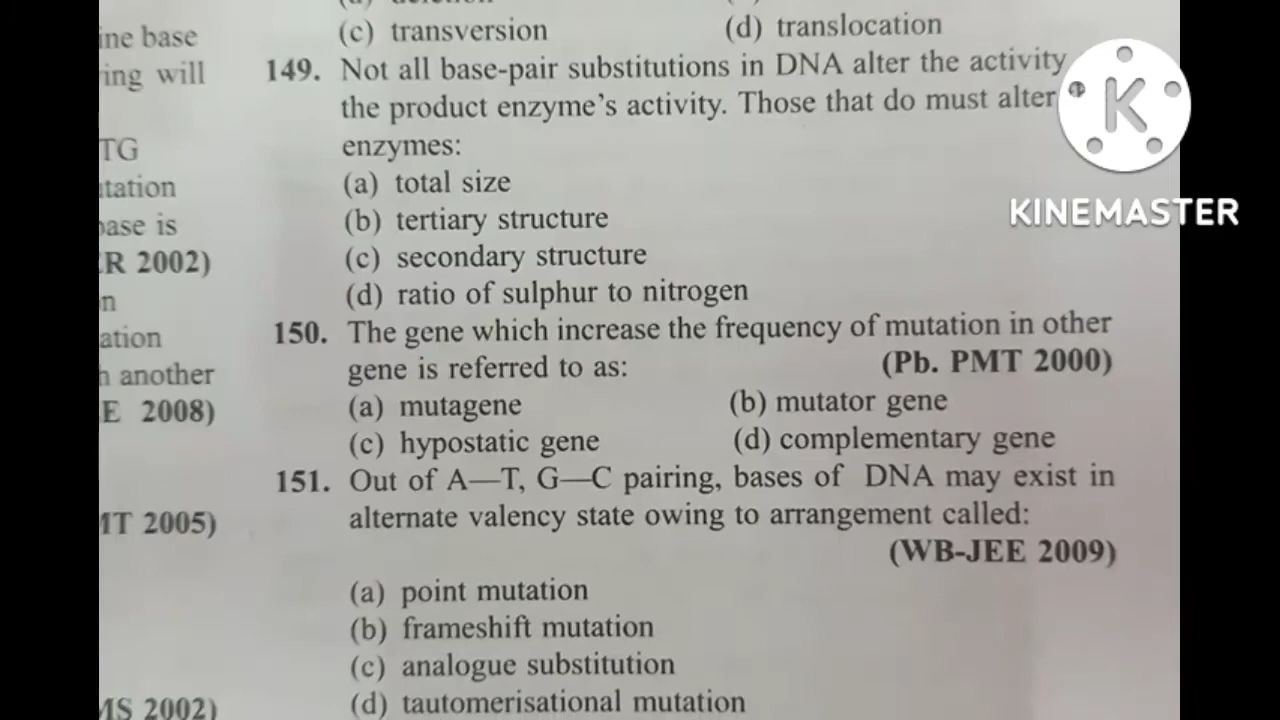 ine base
ring will
TG
tation
base is
R 2002)
n
ation
h another
E 2008)
MT 2005)
MS 2002)
(c) transversion (d) translocation
149. Not all base-pair substitutions in DNA alter the activity
the product enzyme's activity. Those that do must alter
enzymes:
(a) total size
(b) tertiary structure
(c) secondary structure
(d) ratio of sulphur to nitrogen
150. The gene which increase the frequency of mutation in other
gene is referred to as: (Pb. PMT 2000)
(a) mutagene (b) mutator gene
(c) hypostatic gene (d) complementary gene
151. Out of A—T, G—C pairing, bases of DNA may exist in
alternate valency state owing to arrangement called:
(WB-JEE 2009)
(a) point mutation
(b) frameshift mutation
(c) analogue substitution
(d) tautomerisational mutation
K
KINEMASTER